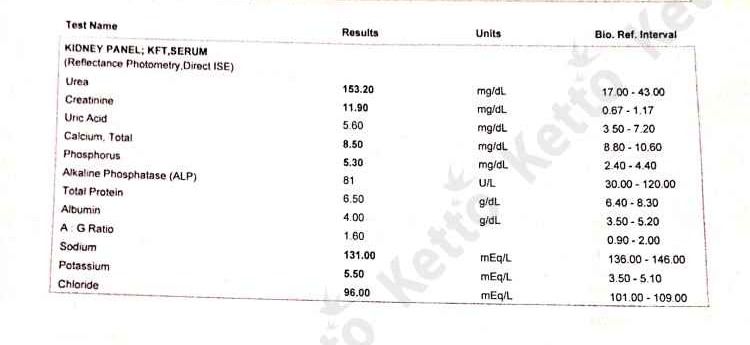 Test Name Results Units Bio. Ref. Interval
KIDNEY PANEL; KFT,SERUM
(Reflectance Photometry,Direct ISE)
Urea 153.20 mg/dL 17.00 - 43.00
Creatinine 11.90 mg/dL 0.67 - 1.17
Uric Acid 5.60 mg/dL 3.50 - 7.20
Calcium, Total 8.50 mg/dL 8.80 - 10.60
Phosphorus 5.30 mg/dL 2.40 - 4.40
Alkaline Phosphatase (ALP) 81 U/L 30.00 - 120.00
Total Protein 6.50 g/dL 6.40 - 8.30
Albumin 4.00 g/dL 3.50 - 5.20
A : G Ratio 1.60 0.90 - 2.00
Sodium 131.00 mEq/L 136.00 - 146.00
Potassium 5.50 mEq/L 3.50 - 5.10
Chloride 96.00 mEq/L 101.00 - 109.00
Ketto Ketto Ketto